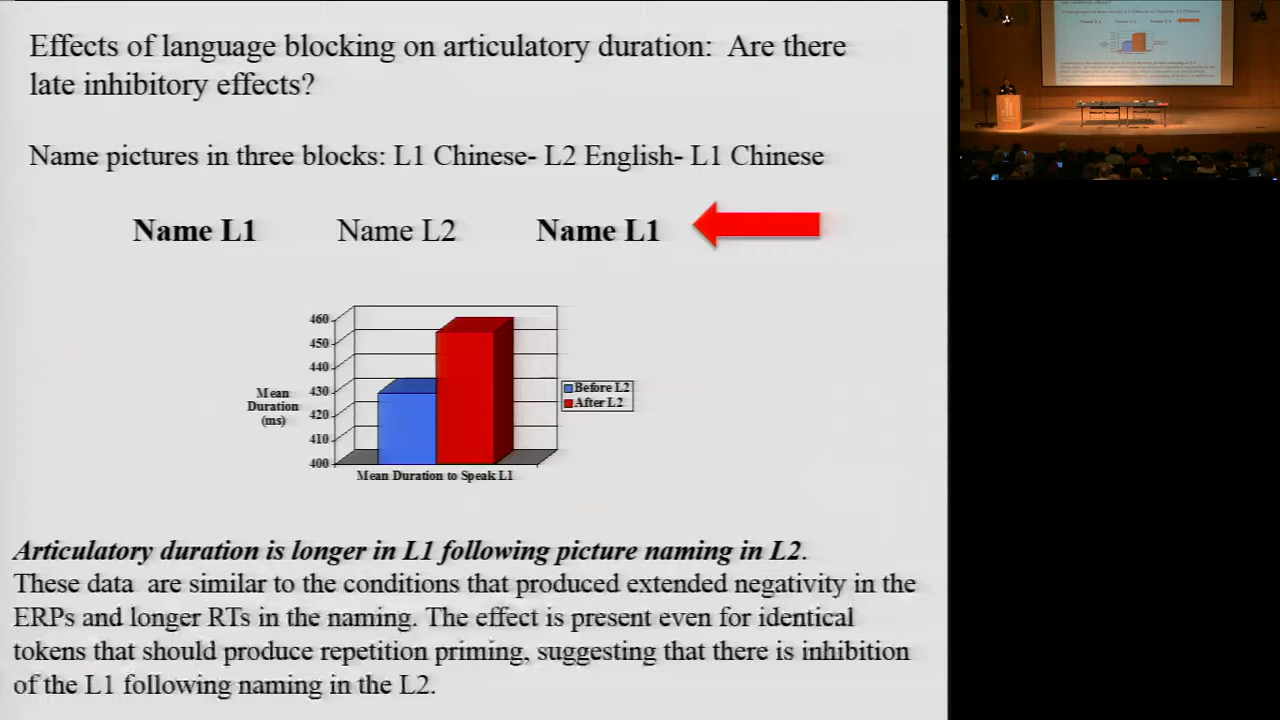 Effects of language blocking on articulatory duration:  Are there
late inhibitory effects?
Name pictures in three blocks: L1 Chinese- L2 English- L1 Chinese
Name L1 Name L2 Name L1
460
450
440
430
420
410
400
Mean
Duration
(ms)
Before L2
After L2
Mean Duration to Speak L1
Articulatory duration is longer in L1 following picture naming in L2.
These data  are similar to the conditions that produced extended negativity in the
ERPs and longer RTs in the naming. The effect is present even for identical
tokens that should produce repetition priming, suggesting that there is inhibition
of the L1 following naming in the L2.